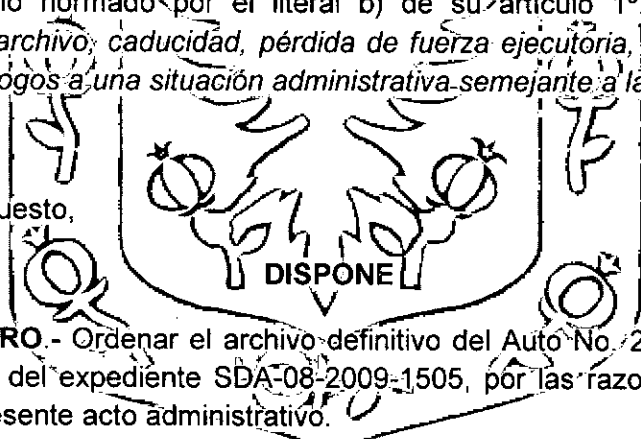 lo normado por el literal b) de su artículo 1°
archivo, caducidad, pérdida de fuerza ejecutoria,
ogos a una situación administrativa semejante a la
uesto,
DISPONE
RO.- Ordenar el archivo definitivo del Auto No. 2
del expediente SDA-08-2009-1505, por las razo
esente acto administrativo.